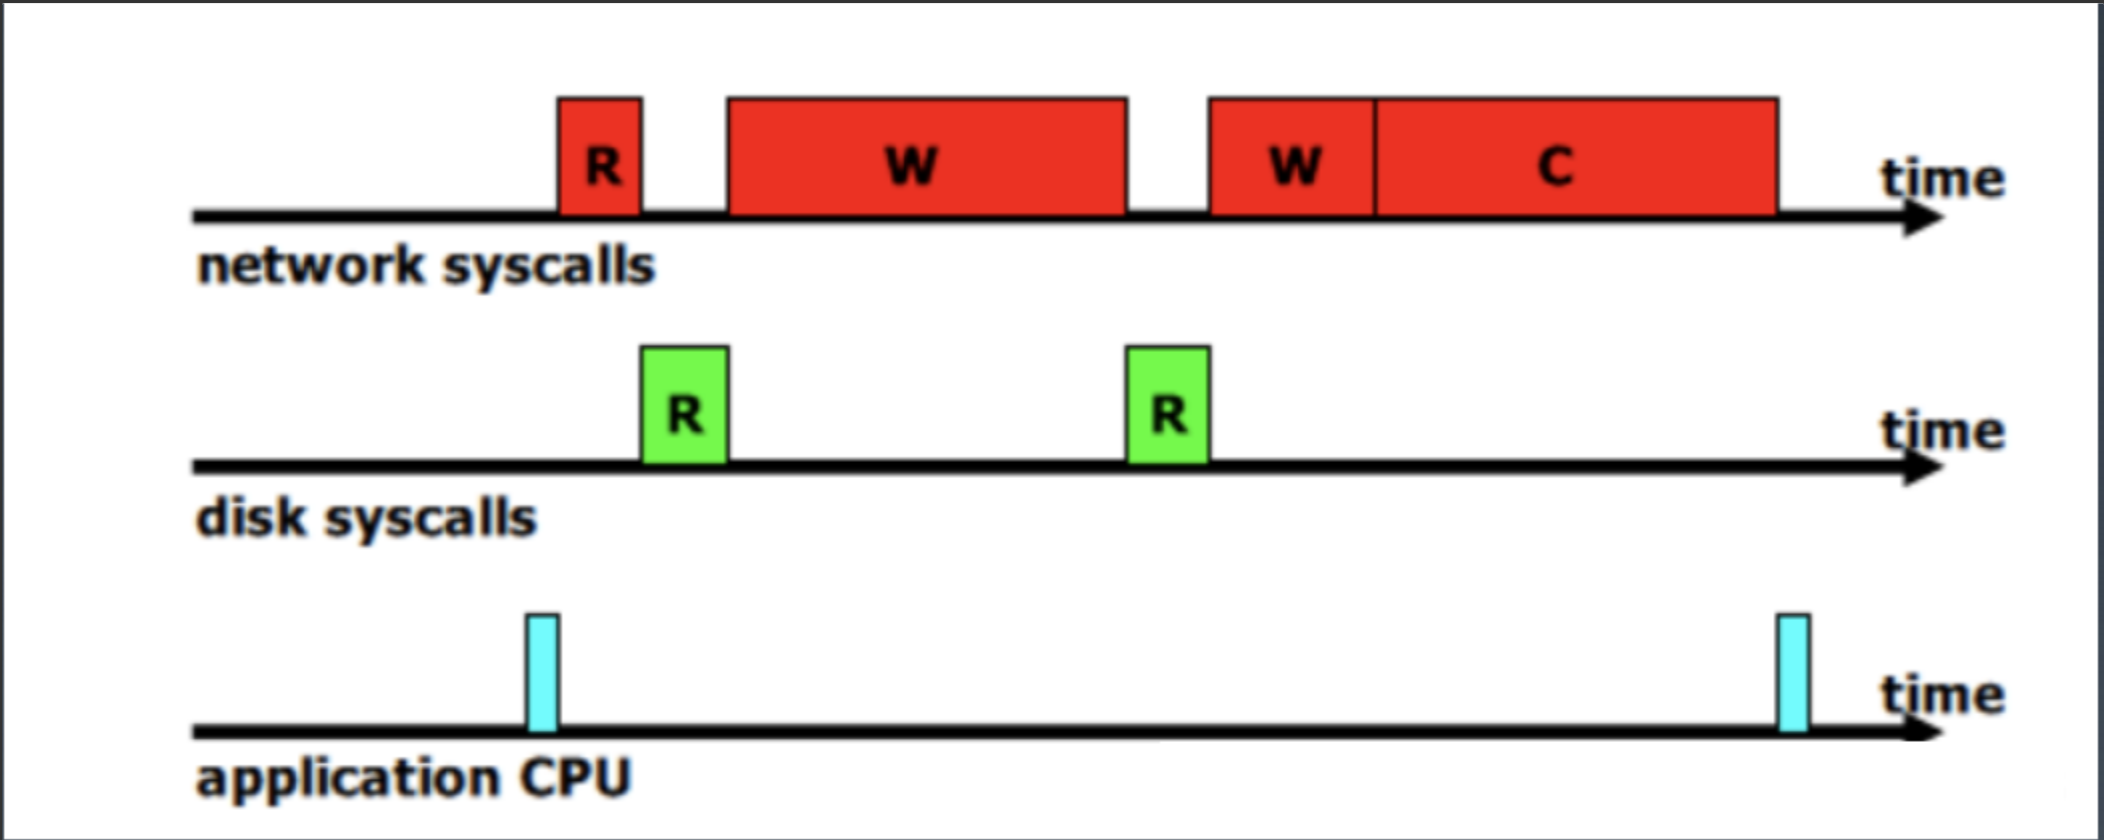 R W W C
time
network syscalls
R R
time
disk syscalls
time
application CPU